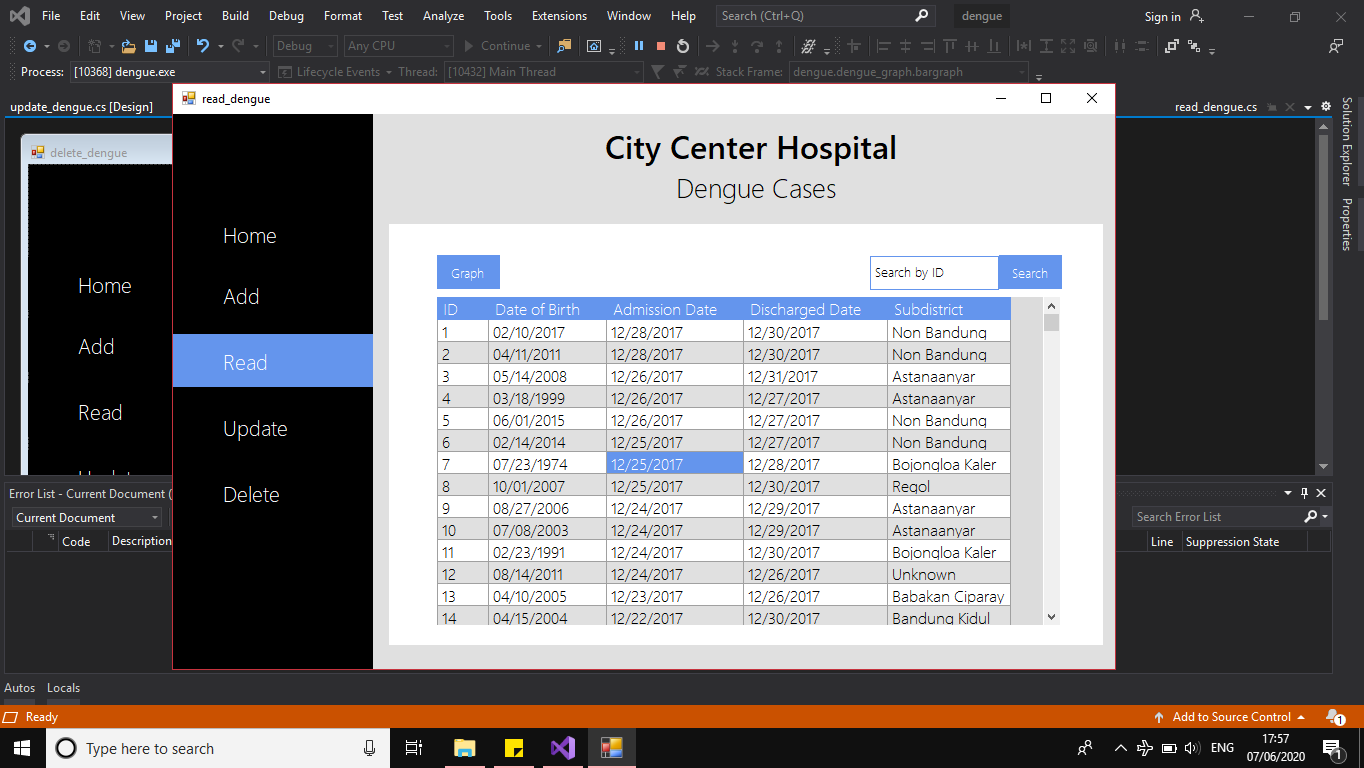 File Edit View Project Build Debug Format Test Analyze Tools Extensions Window Help Search (Ctrl+Q) dengue Sign in
Debug Any CPU Continue
Process: [10368] dengue.exe Lifecycle Events Thread: [10432] Main Thread Stack Frame: dengue.dengue_graph.bargraph
update_dengue.cs [Design] read_dengue.cs
Solution Explorer
Properties
delete_dengue
Home
Add
Read
read_dengue
Home
Add
Read
Update
Delete
City Center Hospital
Dengue Cases
Graph Search by ID Search
ID Date of Birth Admission Date Discharged Date Subdistrict
1 02/10/2017 12/28/2017 12/30/2017 Non Bandung
2 04/11/2011 12/28/2017 12/30/2017 Non Bandung
3 05/14/2008 12/26/2017 12/31/2017 Astanaanyar
4 03/18/1999 12/26/2017 12/27/2017 Astanaanyar
5 06/01/2015 12/26/2017 12/27/2017 Non Bandung
6 02/14/2014 12/25/2017 12/27/2017 Non Bandung
7 07/23/1974 12/25/2017 12/28/2017 Bojongloa Kaler
8 10/01/2007 12/25/2017 12/30/2017 Regol
9 08/27/2006 12/24/2017 12/29/2017 Astanaanyar
10 07/08/2003 12/24/2017 12/29/2017 Astanaanyar
11 02/23/1991 12/24/2017 12/30/2017 Bojongloa Kaler
12 08/14/2011 12/24/2017 12/26/2017 Unknown
13 04/10/2005 12/23/2017 12/26/2017 Babakan Ciparay
14 04/15/2004 12/22/2017 12/30/2017 Bandung Kidul
Error List - Current Document (
Current Document Search Error List
Code Description Line Suppression State
Autos Locals
Ready Add to Source Control 1
Type here to search ENG 17:57
07/06/2020 1